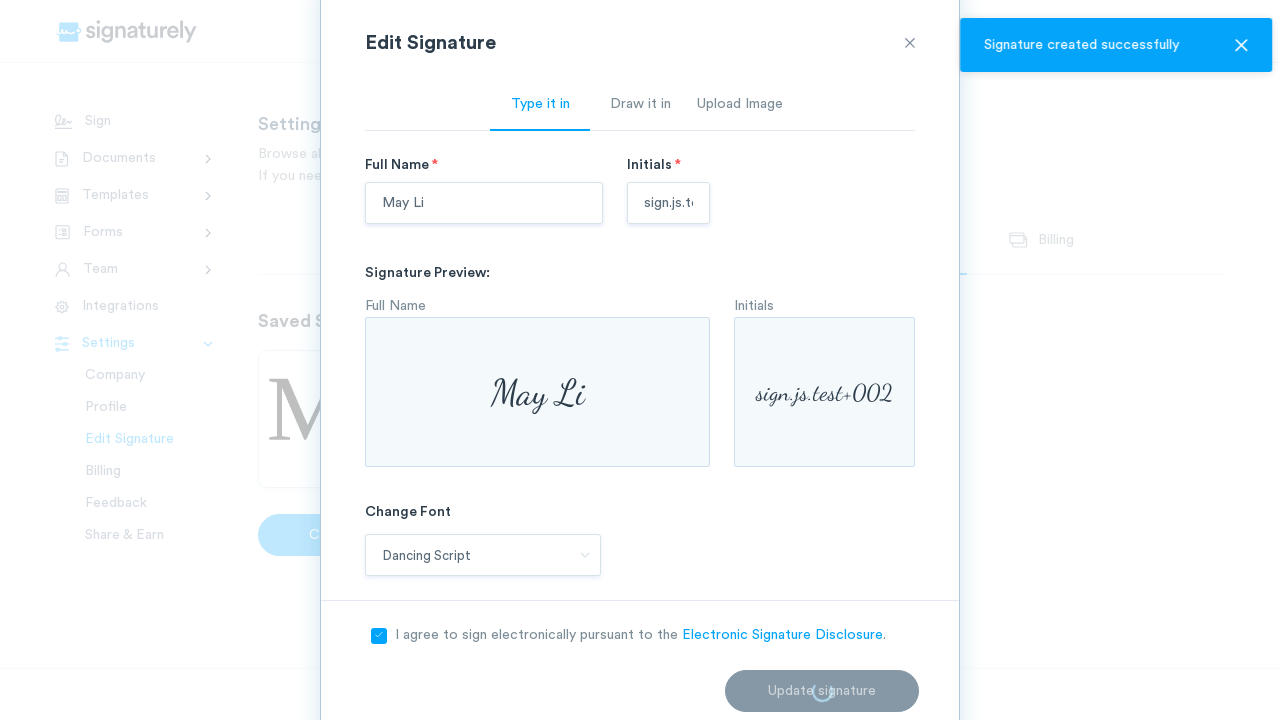 signaturely
Edit Signature
Signature created successfully
Type it in
Draw it in
Upload Image
Sign
Documents
Templates
Forms
Team
Integrations
Settings
Company
Profile
Edit Signature
Billing
Feedback
Share & Earn
Browse
If you
Saved
Billing
Full Name *
Initials *
May Li
sign.js.t
Signature Preview:
Full Name
Initials
May Li
sign.js.test+002
Change Font
Dancing Script
I agree to sign electronically pursuant to the Electronic Signature Disclosure.
Update signature